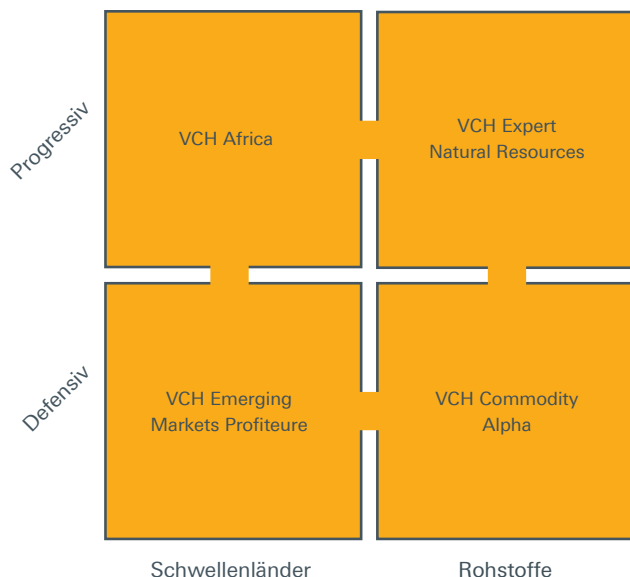 Progressiv
VCH Africa
VCH Expert
Natural Resources
Defensiv
VCH Emerging
Markets Profiteure
VCH Commodity
Alpha
Schwellenländer
Rohstoffe